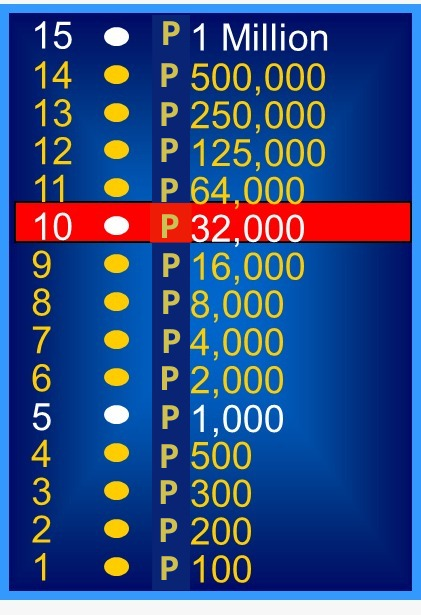 15 P 1 Million
14 P 500,000
13 P 250,000
12 P 125,000
11 P 64,000
10 P 32,000
9 P 16,000
8 P 8,000
7 P 4,000
6 P 2,000
5 P 1,000
4 P 500
3 P 300
2 P 200
1 P 100